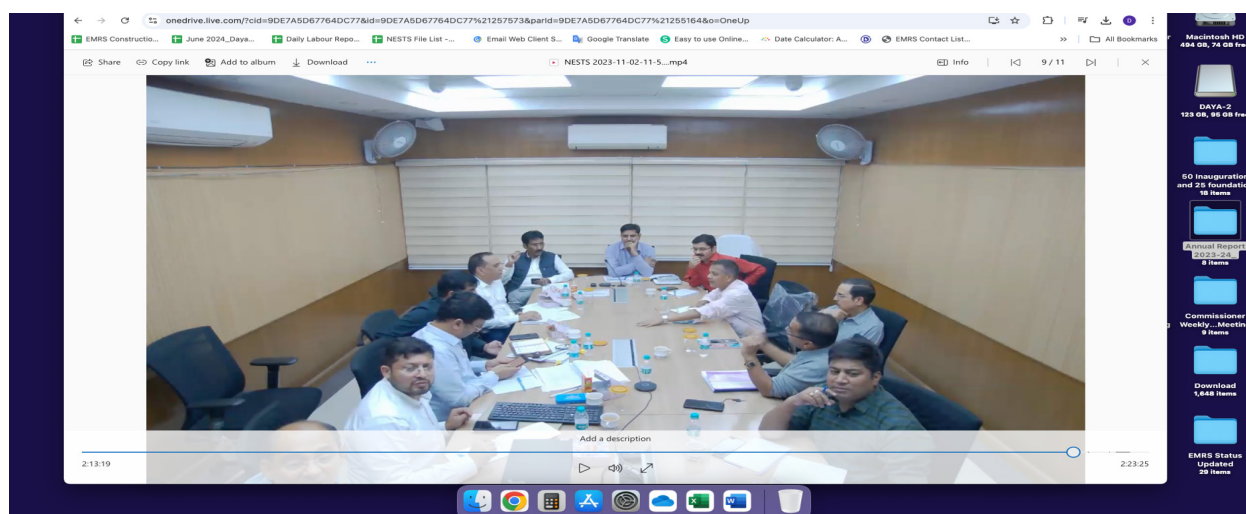 onedrive.live.com/?cid=9DE7A5D67764DC77&id=9DE7A5D67764DC77%21257573&parId=9DE7A5D67764DC77%21255164&o=OneUp
EMRS Constructio... June 2024_Daya... Daily Labour Repo... NESTS File List -... Email Web Client S... Google Translate Easy to use Online... Date Calculator: A... EMRS Contact List... » All Bookmarks
Share Copy link Add to album Download ... NESTS 2023-11-02-11-5....mp4 Info 9 / 11
Add a description
2:13:19 2:23:25
Macintosh HD
494 GB, 74 GB fre
DAYA-2
123 GB, 95 GB fre
50 Inauguration
and 25 foundatio
18 items
Annual Report
2023-24_
8 items
Commissioner
Weekly...Meetin
9 items
Download
1,648 items
EMRS Status
Updated
29 items